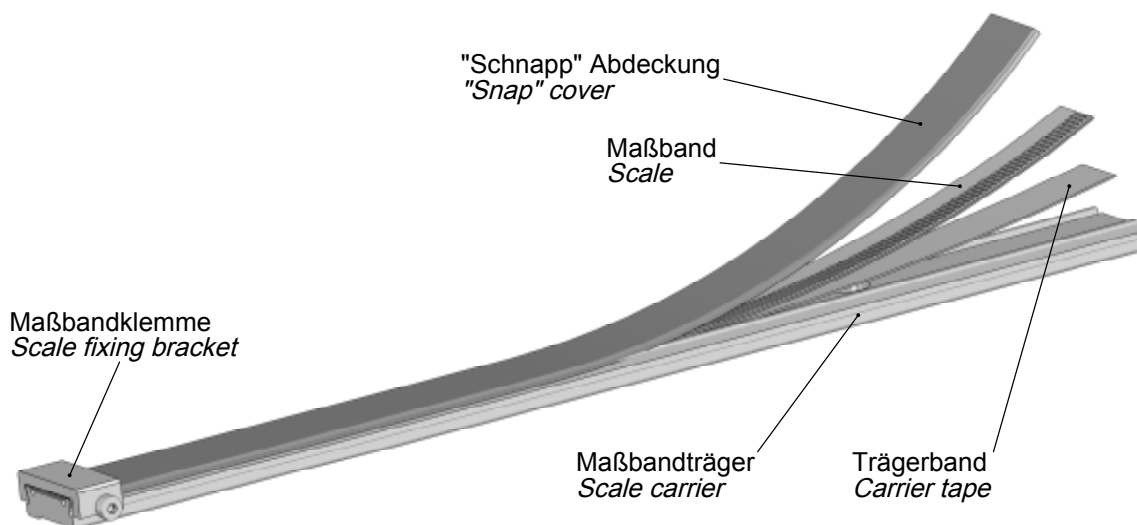 "Schnapp" Abdeckung
"Snap" cover
Maßband
Scale
Maßbandklemme
Scale fixing bracket
Maßbandträger
Scale carrier
Trägerband
Carrier tape